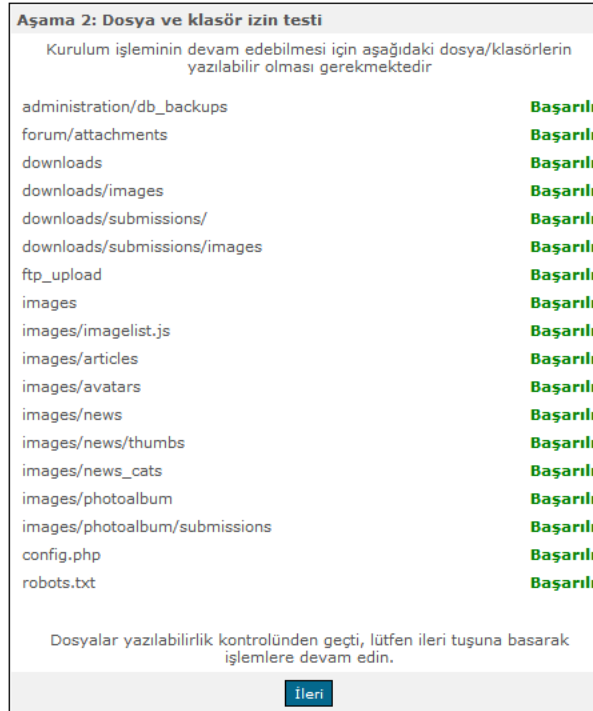 Aşama 2: Dosya ve klasör izin testi
Kurulum işleminin devam edebilmesi için aşağıdaki dosya/klasörlerin
yazılabilir olması gerekmektedir
administration/db_backups Başarılı
forum/attachments Başarılı
downloads Başarılı
downloads/images Başarılı
downloads/submissions/ Başarılı
downloads/submissions/images Başarılı
ftp_upload Başarılı
images Başarılı
images/imagelist.js Başarılı
images/articles Başarılı
images/avatars Başarılı
images/news Başarılı
images/news/thumbs Başarılı
images/news_cats Başarılı
images/photoalbum Başarılı
images/photoalbum/submissions Başarılı
config.php Başarılı
robots.txt Başarılı
Dosyalar yazılabilirlik kontrolünden geçti, lütfen ileri tuşuna basarak
işlemlere devam edin.
İleri